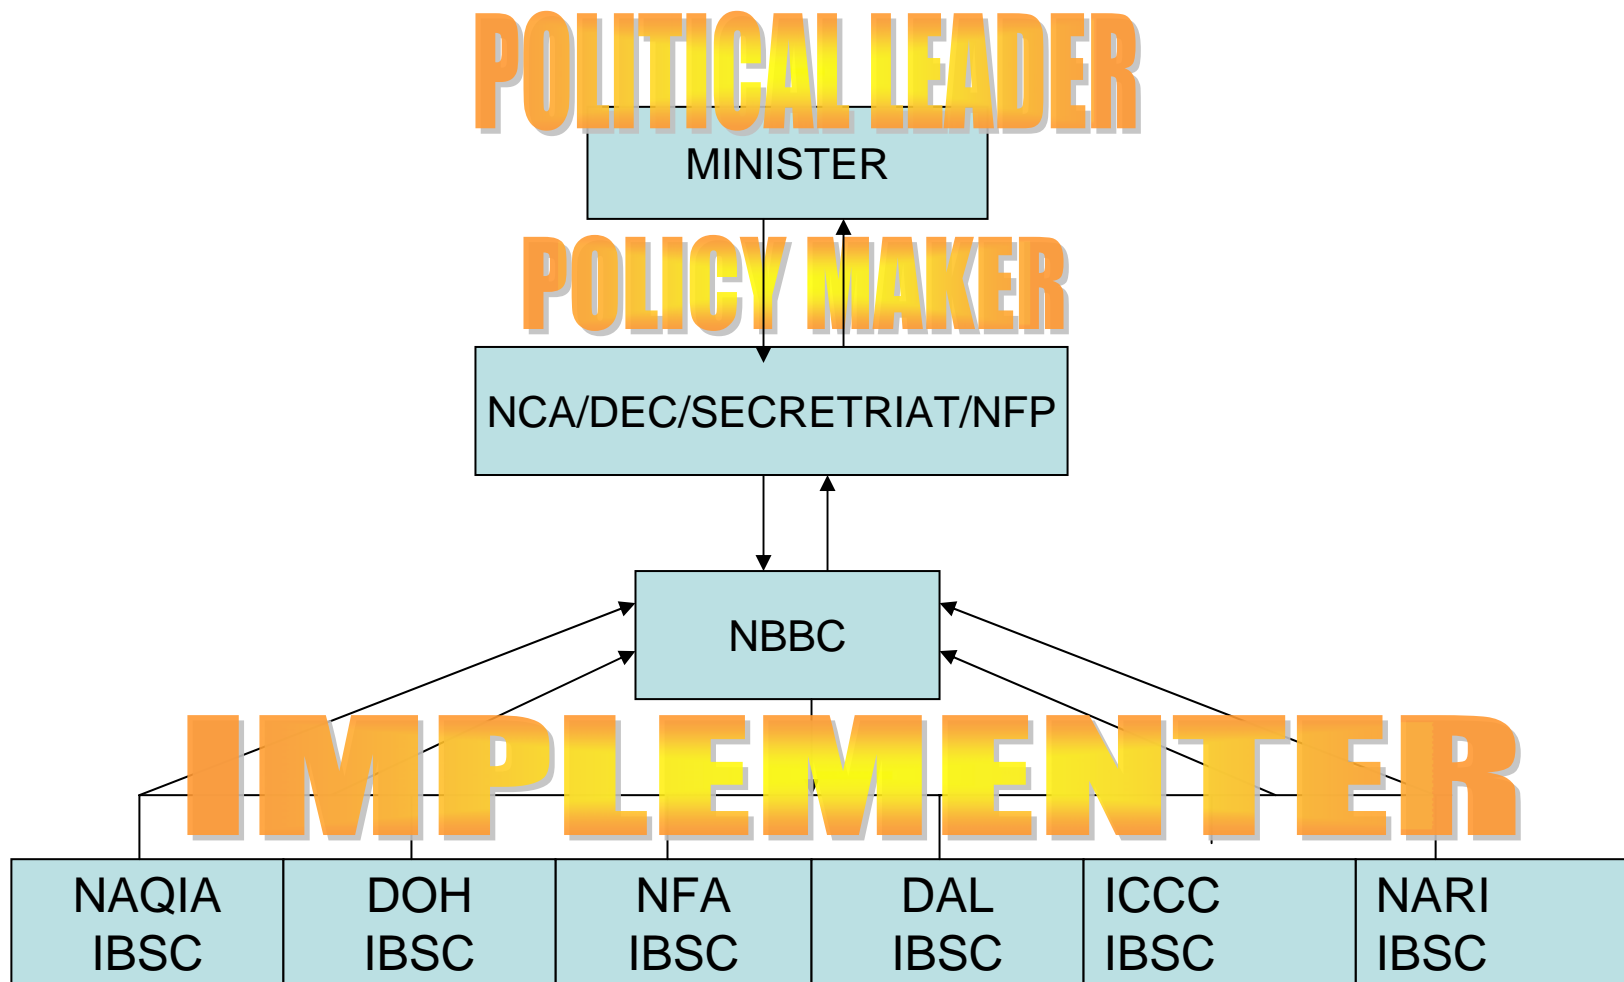 POLITICAL LEADER
MINISTER
POLICY MAKER
NCA/DEC/SECRETRIAT/NFP
NBBC
IMPLEMENTER
NAQIA
IBSC
DOH
IBSC
NFA
IBSC
DAL
IBSC
ICCC
IBSC
NARI
IBSC